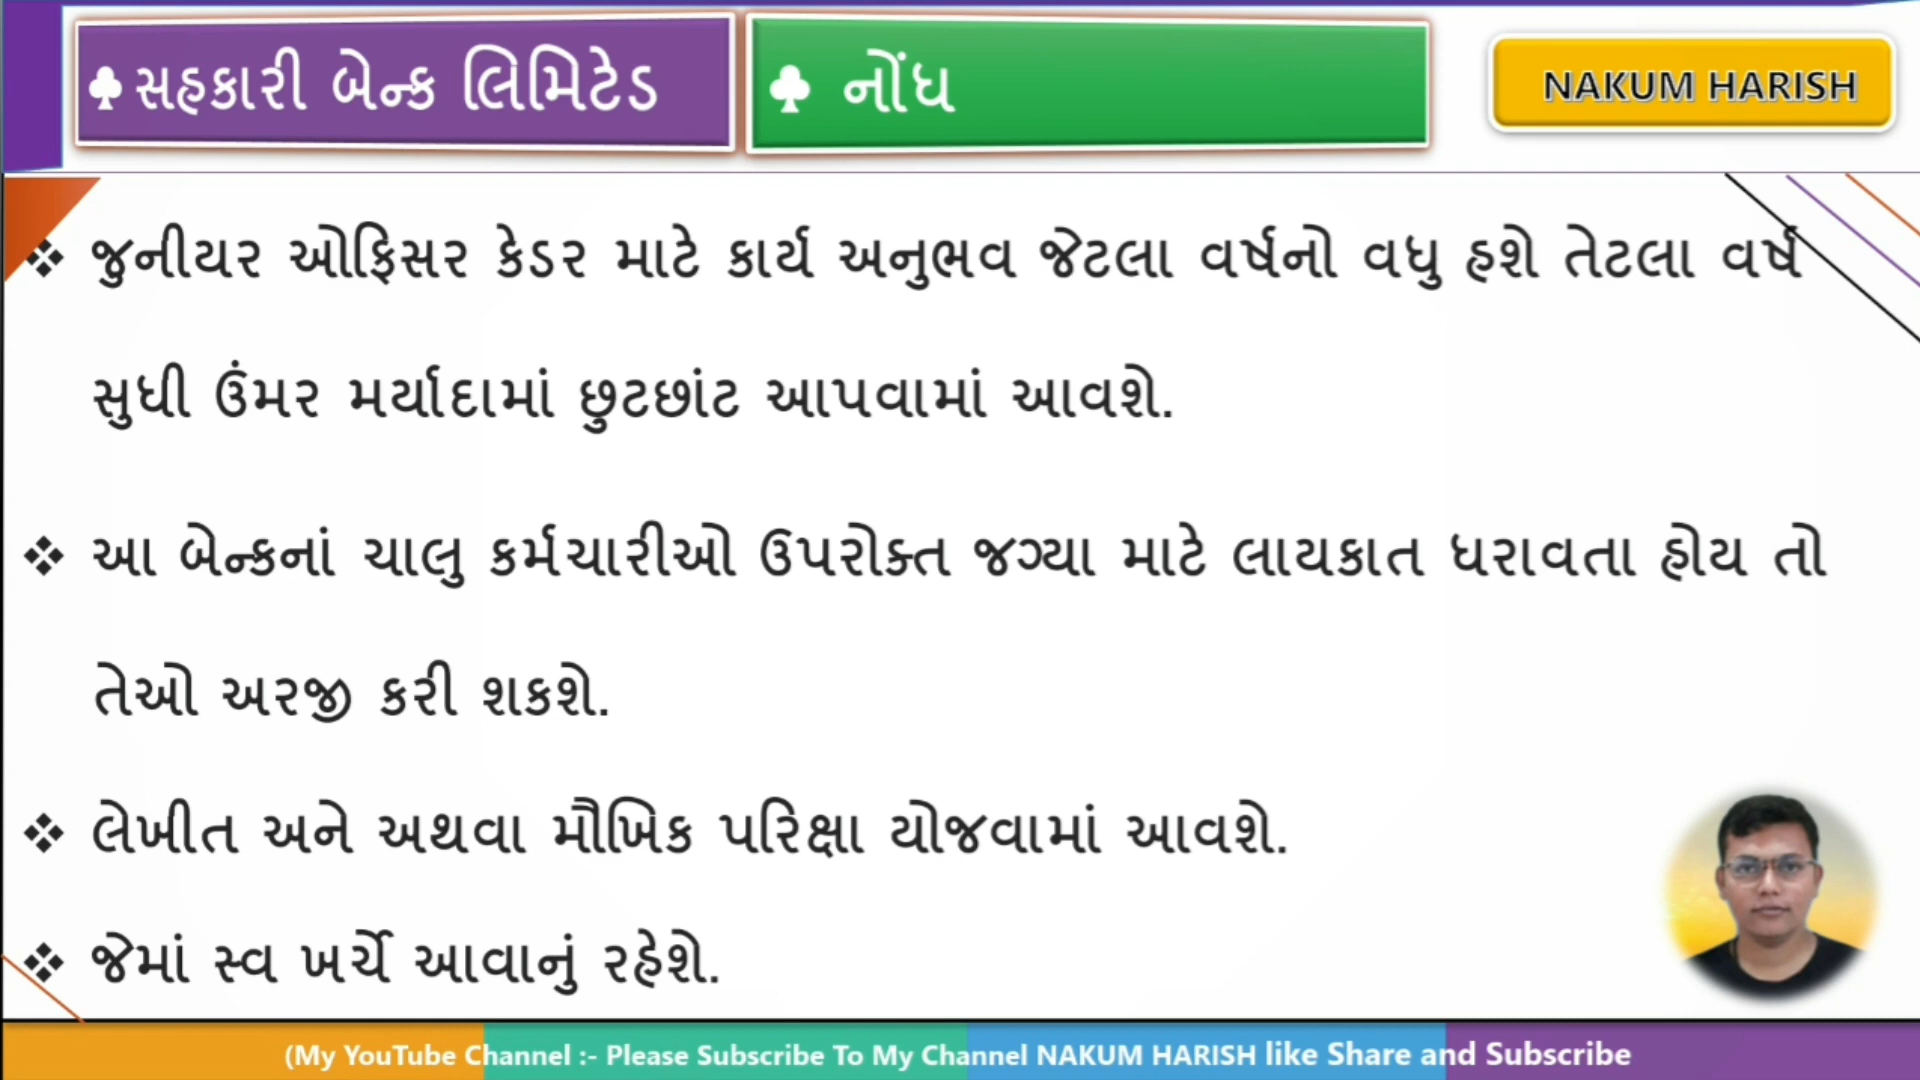 ♣ સહકારી બેન્ક લિમિટેડ
♣ નોંધ
NAKUM HARISH
❖ જુનીયર ઓફિસર કેડર માટે કાર્ય અનુભવ જેટલા વર્ષનો વધુ હશે તેટલા વર્ષ
સુધી ઉંમર મર્યાદામાં છુટછાંટ આપવામાં આવશે.
❖ આ બેન્કનાં ચાલુ કર્મચારીઓ ઉપરોક્ત જગ્યા માટે લાયકાત ધરાવતા હોય તો
તેઓ અરજી કરી શકશે.
❖ લેખીત અને અથવા મૌખિક પરિક્ષા યોજવામાં આવશે.
❖ જેમાં સ્વ ખર્ચે આવાનું રહેશે.
(My YouTube Channel :- Please Subscribe To My Channel NAKUM HARISH like Share and Subscribe